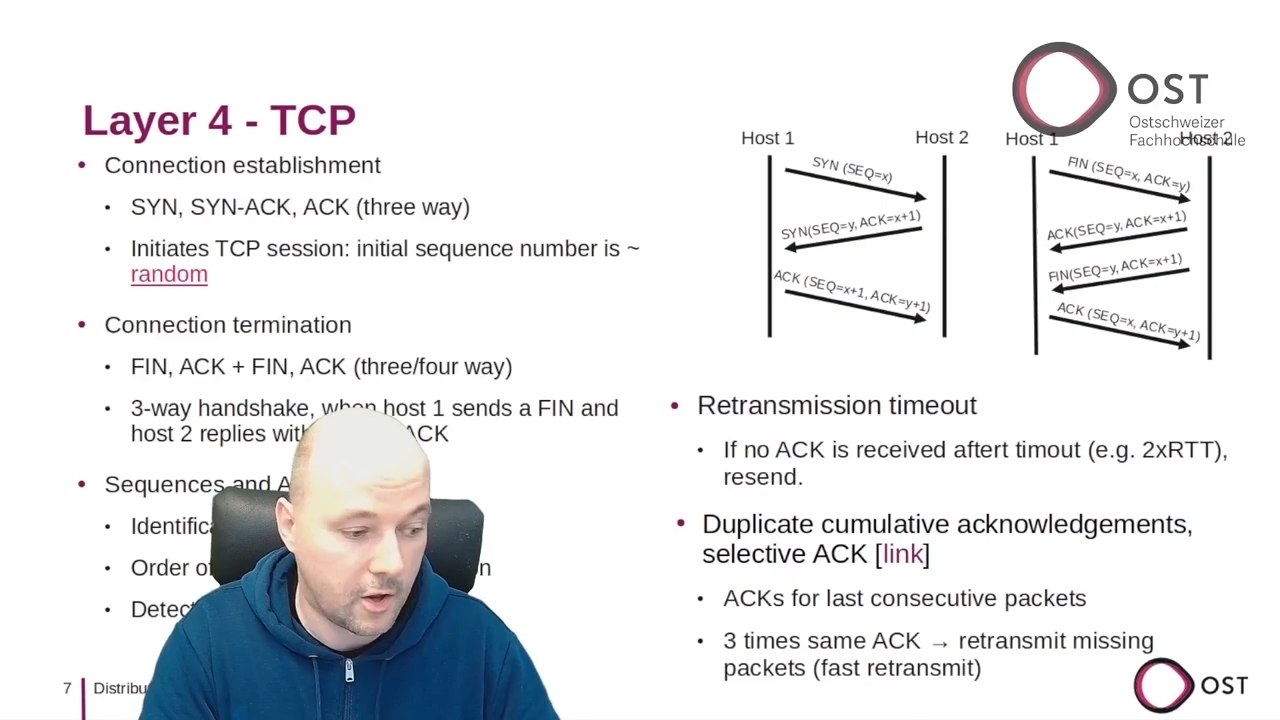 OST
Ostschweizer
Fachhochschule
Layer 4 - TCP
Connection establishment
SYN, SYN-ACK, ACK (three way)
Initiates TCP session: initial sequence number is ~
random
Connection termination
FIN, ACK + FIN, ACK (three/four way)
3-way handshake, when host 1 sends a FIN and
host 2 replies with ACK
Sequences and
Order
Host 1
Host 2
SYN (SEQ=x)
SYN(SEQ=y, ACK=x+1)
ACK (SEQ=x+1, ACK=y+1)
Host 1
Host 2
FIN (SEQ=x, ACK=y)
ACK(SEQ=y, ACK=x+1)
FIN(SEQ=y, ACK=x+1)
ACK (SEQ=x, ACK=y+1)
Retransmission timeout
If no ACK is received aftert timout (e.g. 2xRTT),
resend.
Duplicate cumulative acknowledgements,
selective ACK [link]
ACKs for last consecutive packets
3 times same ACK → retransmit missing
packets (fast retransmit)
7
OST